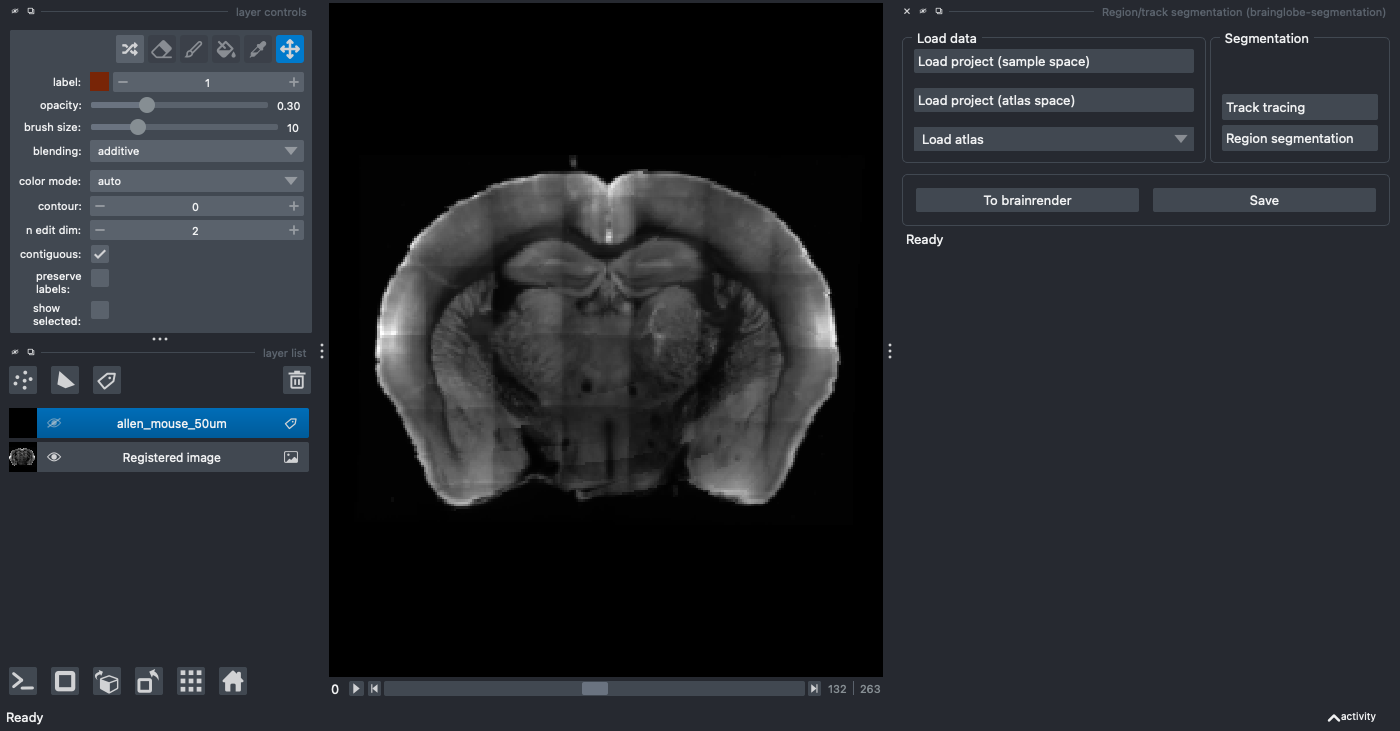 layer controls
label:
1
opacity:
0.30
brush size:
10
blending:
additive
color mode:
auto
contour:
0
n edit dim:
2
contiguous:
preserve
labels:
show
selected:
layer list
allen_mouse_50um
Registered image
Ready
0
132
263
Region/track segmentation (brainglobe-segmentation)
Load data
Load project (sample space)
Load project (atlas space)
Load atlas
Segmentation
Track tracing
Region segmentation
To brainrender
Save
Ready
activity